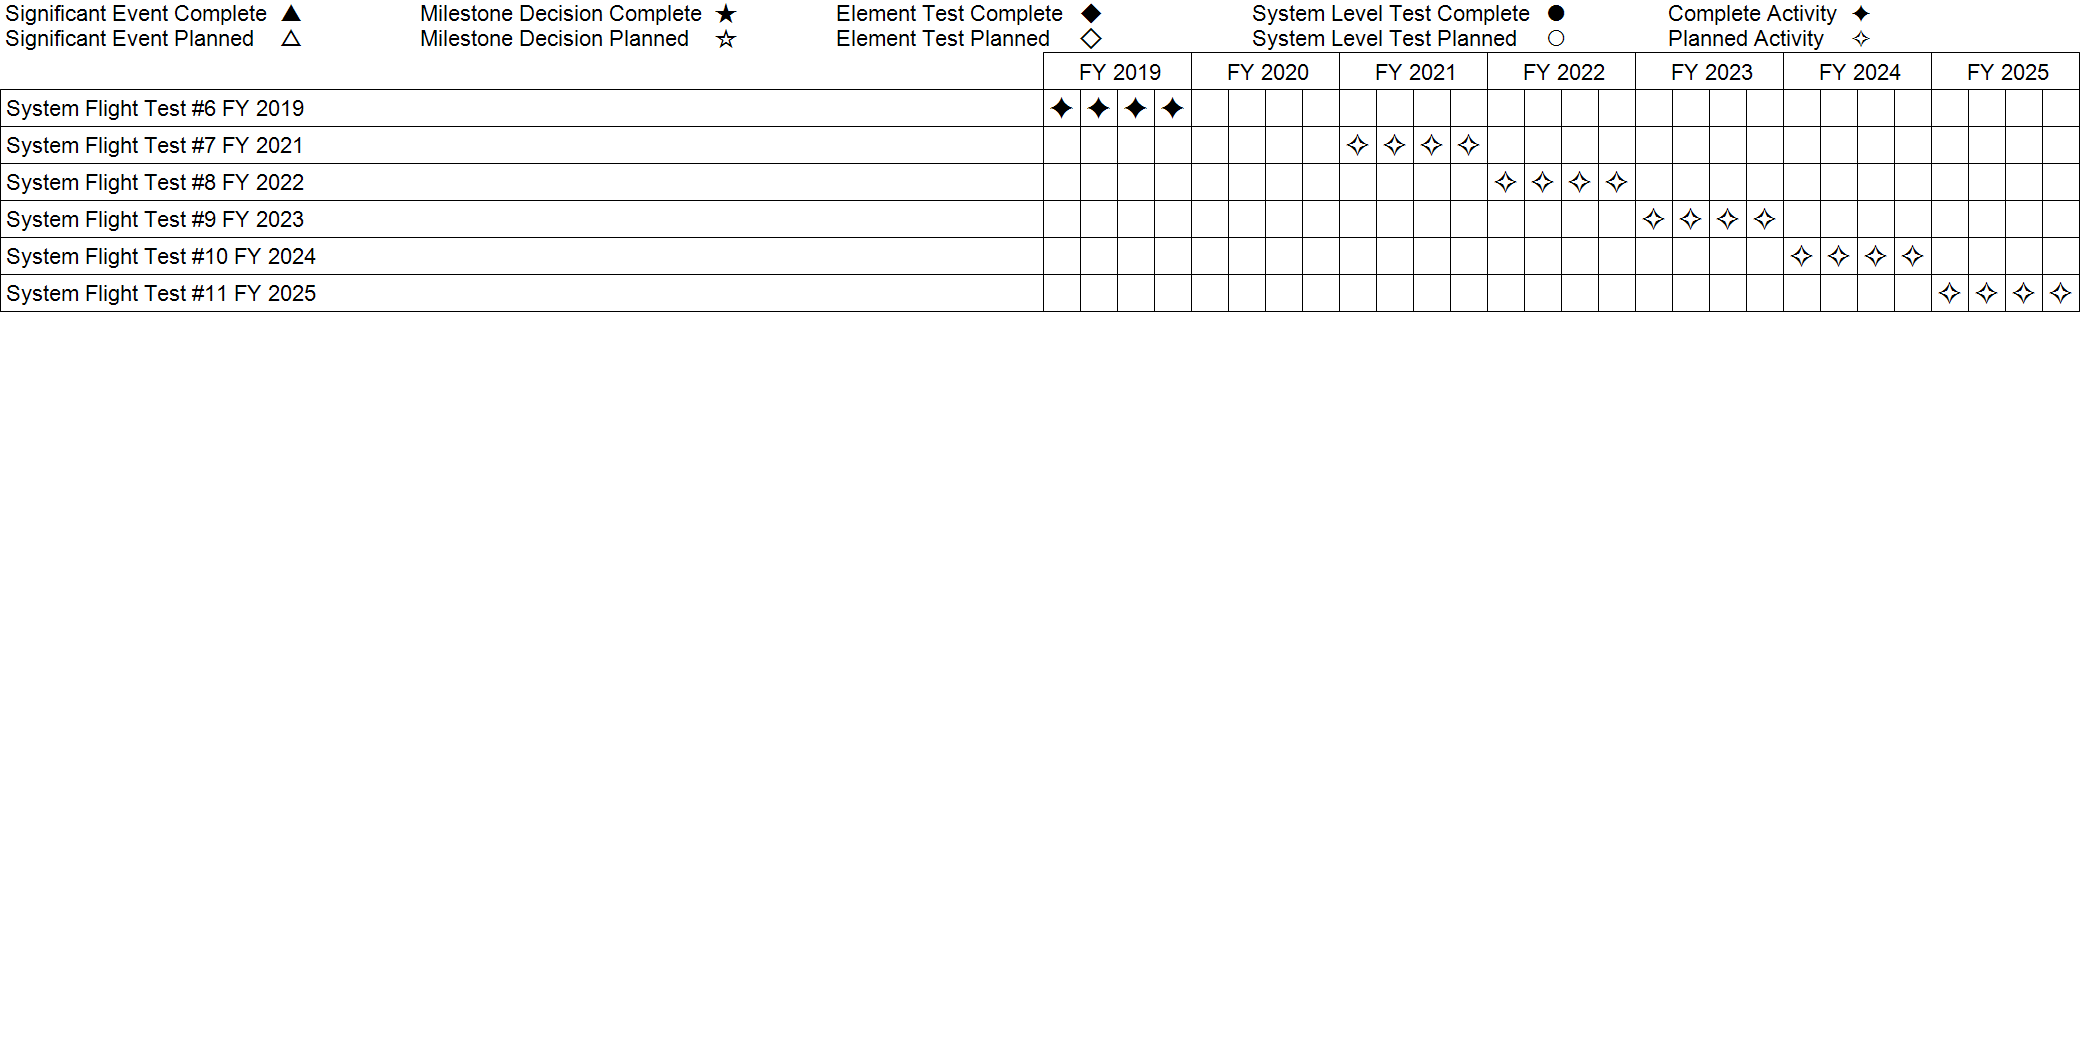 Significant Event Complete ▲ Milestone Decision Complete ★ Element Test Complete ◆ System Level Test Complete ● Complete Activity ✦
Significant Event Planned △ Milestone Decision Planned ☆ Element Test Planned ◇ System Level Test Planned ○ Planned Activity ✧
FY 2019 FY 2020 FY 2021 FY 2022 FY 2023 FY 2024 FY 2025
System Flight Test #6 FY 2019 ✦ ✦ ✦ ✦
System Flight Test #7 FY 2021 ✧ ✧ ✧ ✧
System Flight Test #8 FY 2022 ✧ ✧ ✧ ✧
System Flight Test #9 FY 2023 ✧ ✧ ✧ ✧
System Flight Test #10 FY 2024 ✧ ✧ ✧ ✧
System Flight Test #11 FY 2025 ✧ ✧ ✧ ✧